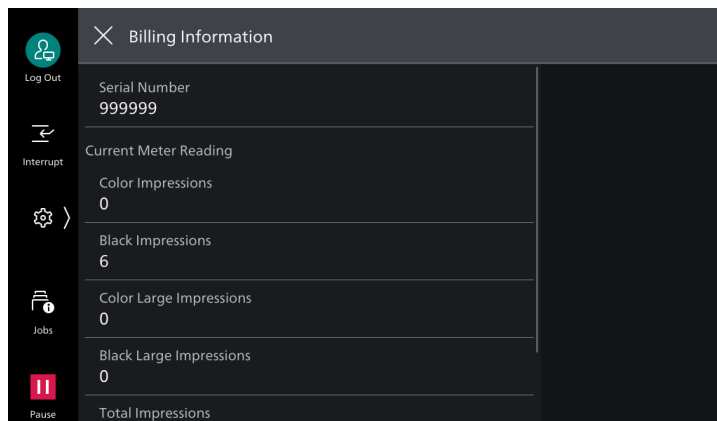 Billing Information
Log Out
Serial Number
999999
Interrupt
Current Meter Reading
Color Impressions
0
Black Impressions
6
Color Large Impressions
0
Jobs
Black Large Impressions
0
Pause
Total Impressions